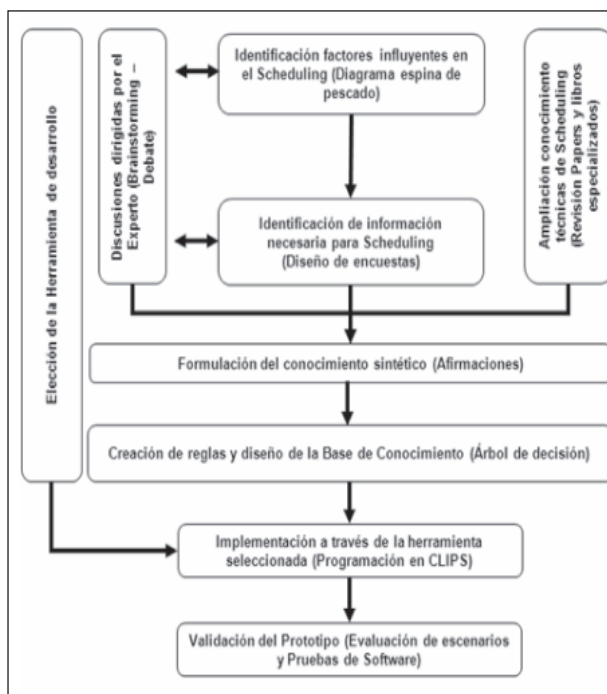 Elección de la Herramienta de desarrollo
Discusiones dirigidas por el
Experto (Brainstorming –
Debate)
Identificación factores influyentes en
el Scheduling (Diagrama espina de
pescado)
Identificación de información
necesaria para Scheduling
(Diseño de encuestas)
Ampliación conocimiento
técnicas de Scheduling
(Revisión Papers y libros
especializados)
Formulación del conocimiento sintético (Afirmaciones)
Creación de reglas y diseño de la Base de Conocimiento (Árbol de decisión)
Implementación a través de la herramienta
seleccionada (Programación en CLIPS)
Validación del Prototipo (Evaluación de escenarios
y Pruebas de Software)